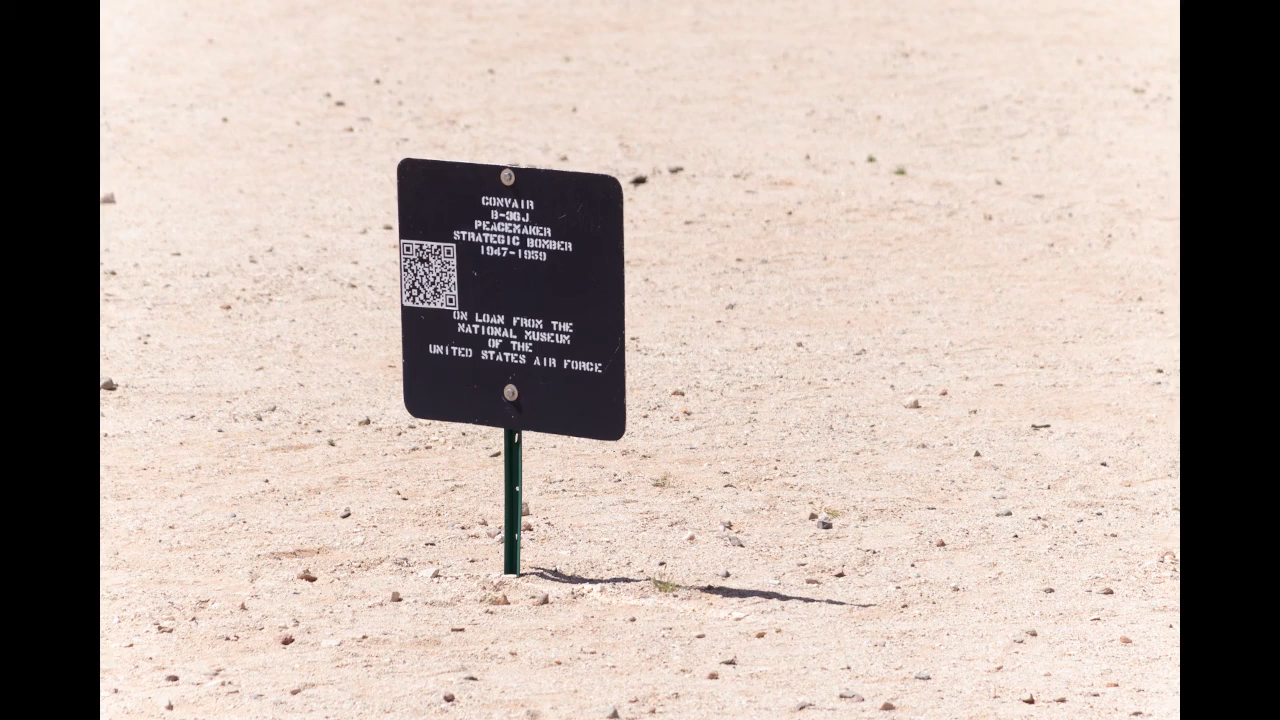 CONVAIR
B-36J
PEACEMAKER
STRATEGIC BOMBER
1947-1959
ON LOAN FROM THE
NATIONAL MUSEUM
OF THE
UNITED STATES AIR FORCE